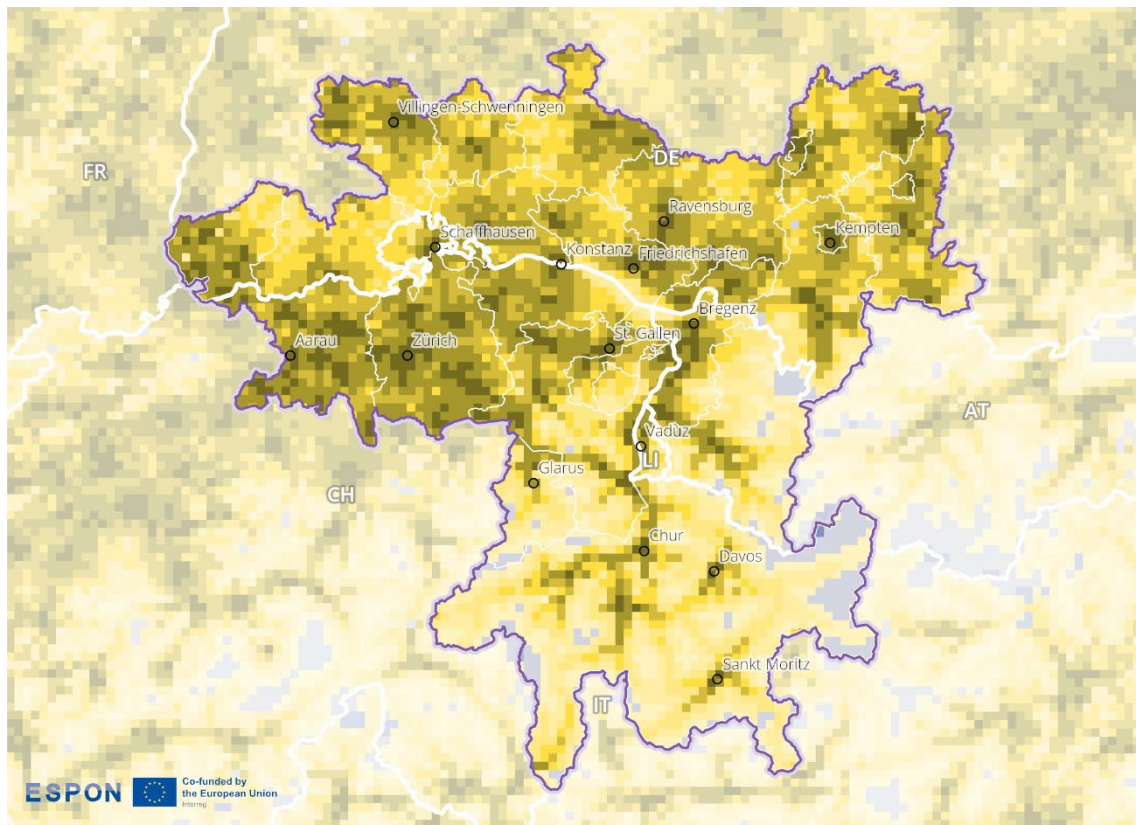 Villingen-Schwenningen
FR
DE
Ravensburg
Schaffhausen
Kempten
Konstanz
Friedrichshafen
Bregenz
Aarau
Zürich
St. Gallen
AT
Vaduz
LI
Glarus
CH
Chur
Davos
Sankt Moritz
IT
ESPON
Co-funded by
the European Union
Interreg